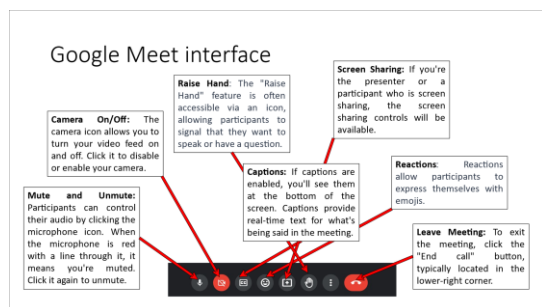 Google Meet interface
Screen Sharing: If you're
the presenter or a
participant who is screen
sharing, the screen
sharing controls will be
available.
Raise Hand: The "Raise
Hand" feature is often
accessible via an icon,
allowing participants to
signal that they want to
speak or have a question.
Camera On/Off: The
camera icon allows you to
turn your video feed on
and off. Click it to disable
or enable your camera.
Captions: If captions are
enabled, you'll see them
at the bottom of the
screen. Captions provide
real-time text for what's
being said in the meeting.
Reactions: Reactions
allow participants to
express themselves with
emojis.
Mute and Unmute:
Participants can control
their audio by clicking the
microphone icon. When
the microphone is red
with a line through it, it
means you're muted.
Click it again to unmute.
Leave Meeting: To exit
the meeting, click the
"End call" button,
typically located in the
lower-right corner.